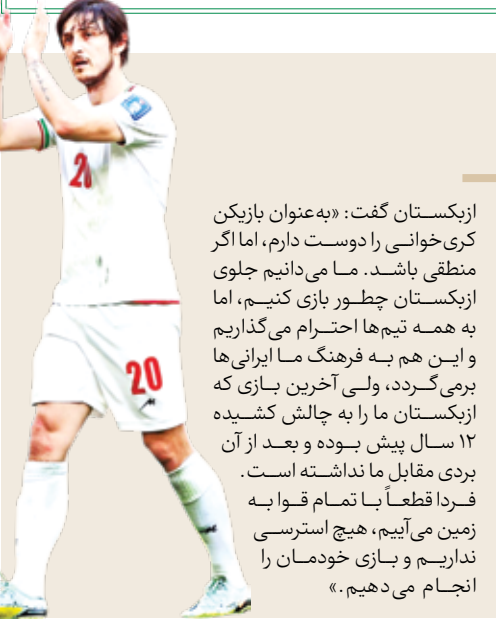 ازبکستان گفت: «به‌عنوان بازیکن
کری‌خوانی را دوست دارم، اما اگر
منطقی باشد. ما می‌دانیم جلوی
ازبکستان چطور بازی کنیم، اما
به همه تیم‌ها احترام می‌گذاریم
و این هم به فرهنگ ما ایرانی‌ها
برمی‌گردد، ولی آخرین بازی که
ازبکستان ما را به چالش کشیده
۱۲ سال پیش بوده و بعد از آن
بردی مقابل ما نداشته است.
فردا قطعاً با تمام قوا به
زمین می‌آییم، هیچ استرسی
نداریم و بازی خودمان را
انجام می‌دهیم.»
20
20